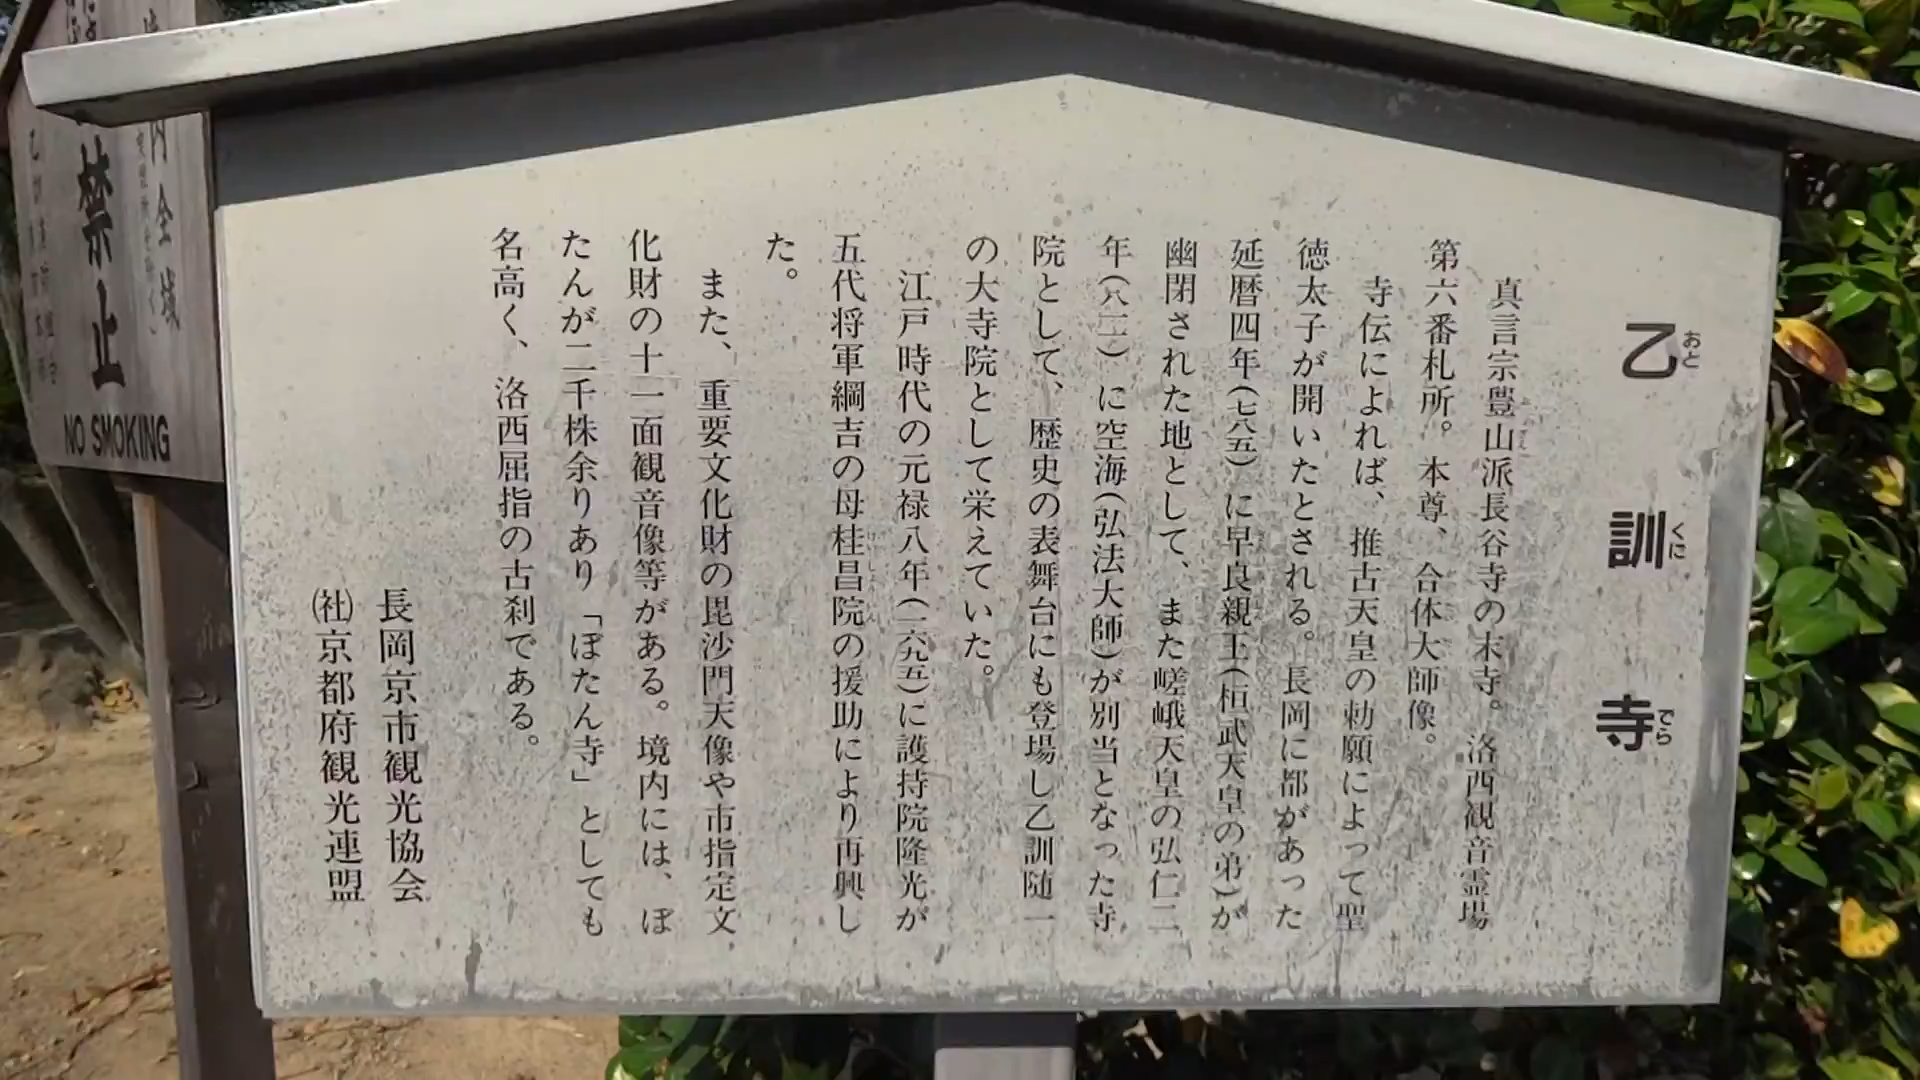 乙訓寺
おとくにでら
真言宗豊山派長谷寺の末寺。洛西観音霊場
第六番札所。本尊、合体大師像。
寺伝によれば、推古天皇の勅願によって聖
徳太子が開いたとされる。長岡に都があった
延暦四年(七八五)に早良親王(桓武天皇の弟)が
幽閉された地として、また嵯峨天皇の弘仁二
年(八一一)に空海(弘法大師)が別当となった寺
院として、歴史の表舞台にも登場し乙訓随一
の大寺院として栄えていた。
江戸時代の元禄八年(一六九五)に護持院隆光が
五代将軍綱吉の母桂昌院の援助により再興し
た。
また、重要文化財の毘沙門天像や市指定文
化財の十一面観音像等がある。境内には、ぼ
たんが二千株余りあり「ぼたん寺」としても
名高く、洛西屈指の古刹である。
長岡京市観光協会
㈳京都府観光連盟
内全域
禁止
NO SMOKING